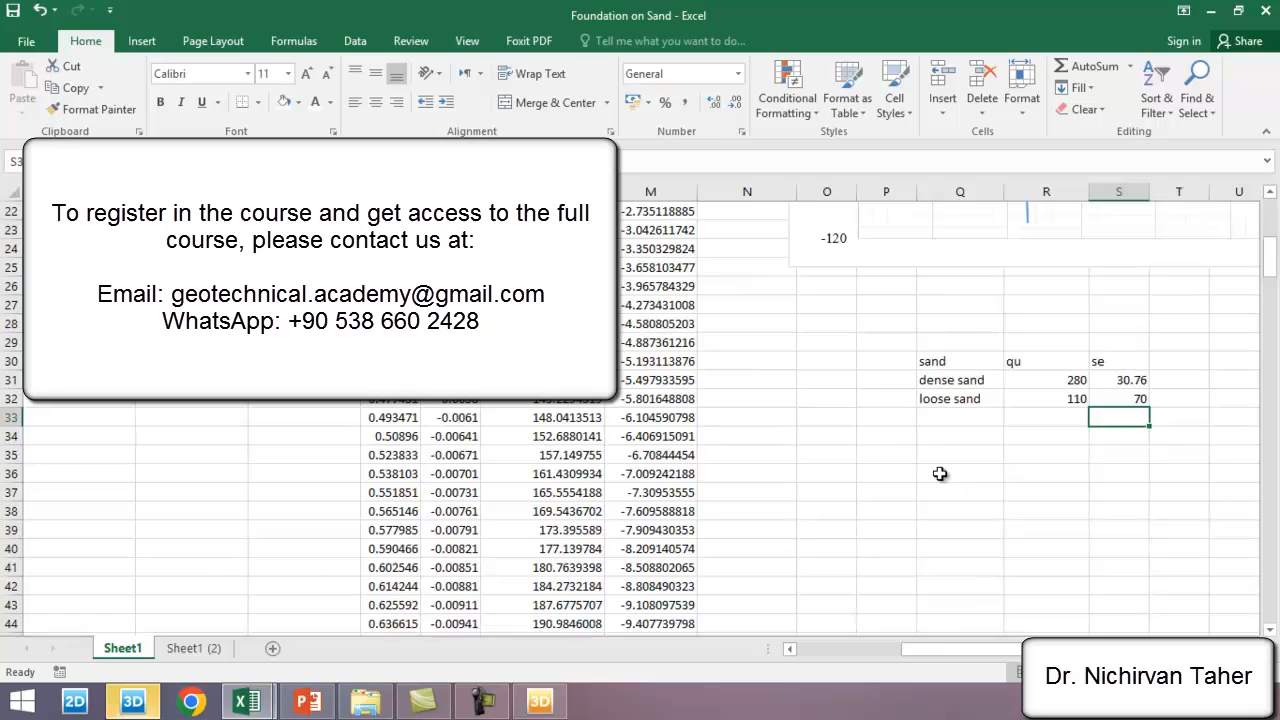 Foundation on Sand - Excel
File Home Insert Page Layout Formulas Data Review View Foxit PDF Tell me what you want to do... Sign in Share
Paste Cut Copy Format Painter
Calibri 11 Wrap Text Merge & Center General
B I U A
Conditional Formatting Format as Table Cell Styles Insert Delete Format AutoSum Fill Clear Sort & Filter Find & Select
Clipboard Font Alignment Number Styles Cells Editing
To register in the course and get access to the full
course, please contact us at:
Email: geotechnical.academy@gmail.com
WhatsApp: +90 538 660 2428
M N O P Q R S T U
22 -2.735118885
23 -3.042611742 -120
24 -3.350329934
25 -3.658103477
26 -3.965784329
27 -4.273431008
28 -4.580805203
29 -4.887361216
30 -5.193113876 sand qu se
31 -5.497933595 dense sand 280 30.76
32 -5.801648808 loose sand 110 70
33 0.493471 -0.0061 148.0413513 -6.104590798
34 0.50896 -0.00641 152.6880141 -6.406915091
35 0.523833 -0.00671 157.149755 -6.70844454
36 0.538103 -0.00701 161.4309934 -7.009242188
37 0.551851 -0.00731 165.5554188 -7.30953555
38 0.565146 -0.00761 169.5436702 -7.609588818
39 0.577985 -0.00791 173.395589 -7.909430353
40 0.590466 -0.00821 177.139784 -8.209140574
41 0.602546 -0.00851 180.7639398 -8.508802065
42 0.614244 -0.00881 184.2732184 -8.808490323
43 0.625592 -0.00911 187.6775707 -9.108097539
44 0.636615 -0.00941 190.9846008 -9.407739798
Sheet1 Sheet1 (2)
Ready
Dr. Nichirvan Taher
2D 3D 3D